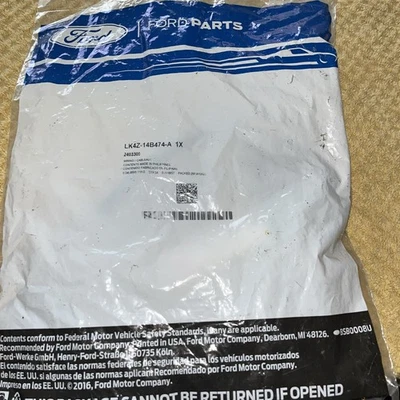 Ford
FORD PARTS
LK4Z-14B474-A 1X
Contents conform to Federal Motor Vehicle Safety Standards, if any are applicable.
Recommended by Ford Motor Company, Printed in USA. Ford Motor Company, Dearborn, MI 48126.
Ford-Werke GmbH, Henry-Ford-Straße 1, 50735 Köln.
El contenido satisface las normas federales de seguridad para los vehículos motorizados
de los EE. UU. si algunas de las normas aplican Recomendado por Ford Motor Company.
Impreso en los EE. UU. © 2016, Ford Motor Company.
THIS PACKAGE CANNOT BE RETURNED IF OPENED